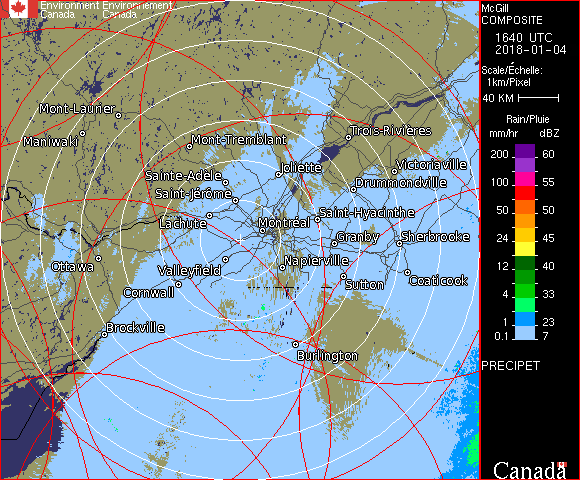 Environment Environnement
Canada Canada
McGill
COMPOSITE
1640 UTC
2018-01-04
Scale/Échelle:
1km/Pixel
40 KM
Rain/Pluie
mm/hr dBZ
200 60
100 55
50 50
24 45
12 40
4 33
1 23
0.1 7
PRECIPET
Canada
Mont-Laurier
Maniwaki
Mont-Tremblant
Trois-Rivières
Joliette
Victoriaville
Sainte-Adèle
Drummondville
Saint-Jérôme
Lachute
Saint-Hyacinthe
Montréal
Granby
Sherbrooke
Ottawa
Valleyfield
Napierville
Cornwall
Sutton
Coaticook
Brockville
Burlington